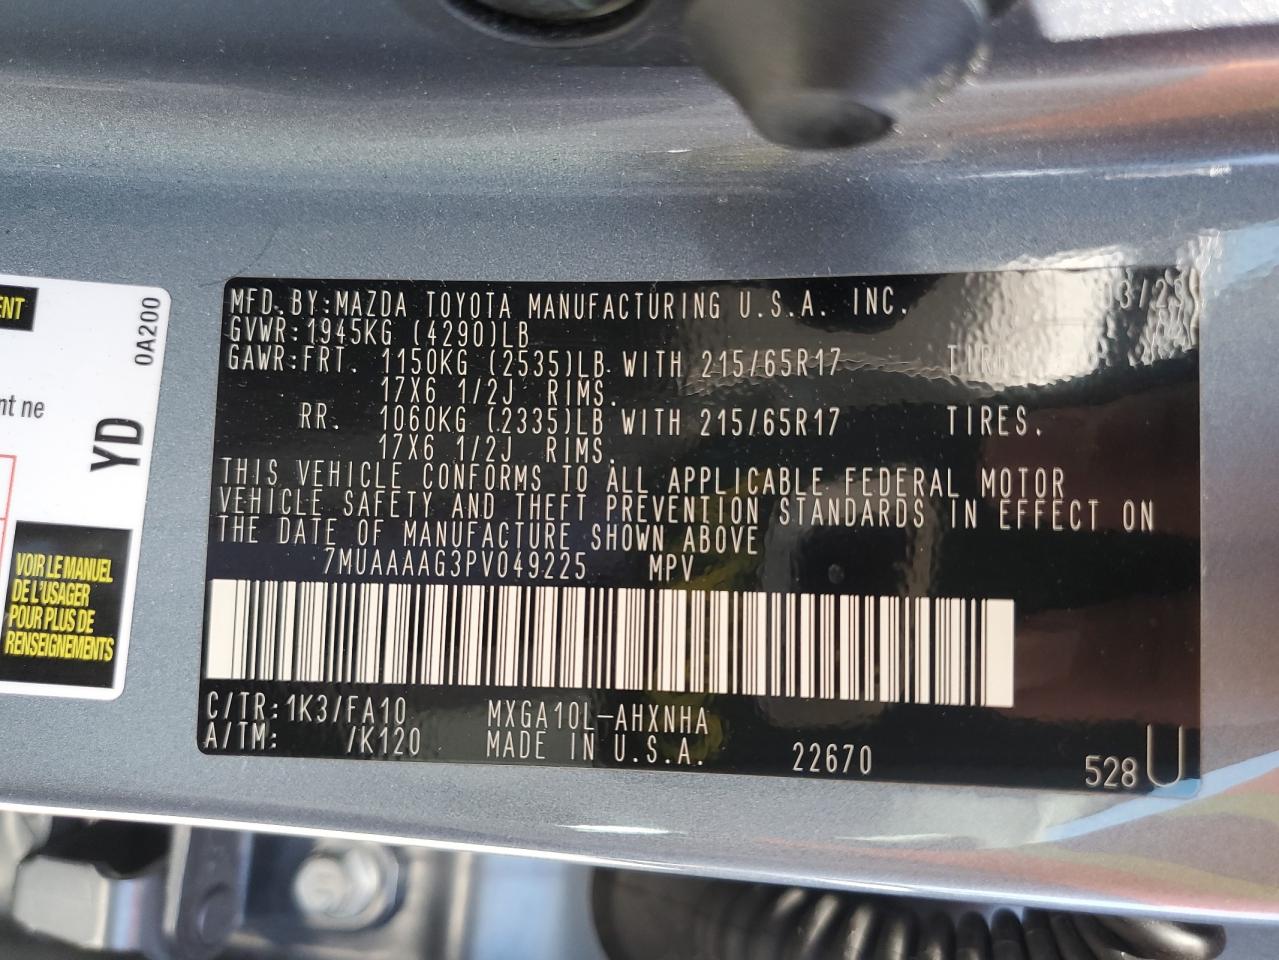 MFD.BY:MAZDA TOYOTA MANUFACTURING U.S.A. INC. 3/23
GVWR:1945KG (4290)LB
GAWR:FRT. 1150KG (2535)LB WITH 215/65R17
17X6 1/2J RIMS.
RR. 1060KG (2335)LB WITH 215/65R17 TIRES.
17X6 1/2J RIMS.
THIS VEHICLE CONFORMS TO ALL APPLICABLE FEDERAL MOTOR
VEHICLE SAFETY AND THEFT PREVENTION STANDARDS IN EFFECT ON
THE DATE OF MANUFACTURE SHOWN ABOVE
7MUAAAAG3PV049225 MPV
C/TR:1K3/FA10 MXGA10L-AHXNHA
A/TM: /K120 MADE IN U.S.A. 22670 528 U
ENT
0A200
nt ne
YD
VOIR LE MANUEL
DE L'USAGER
POUR PLUS DE
RENSEIGNEMENTS